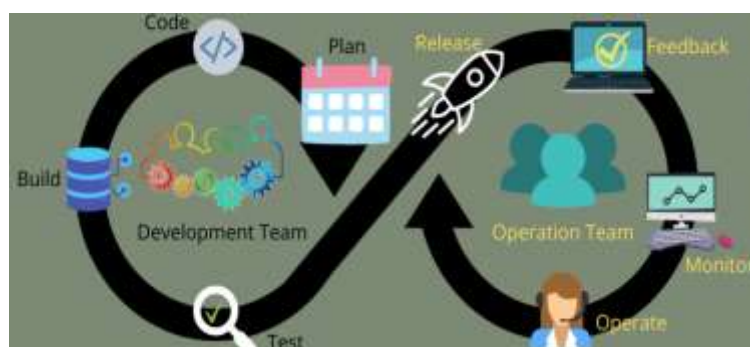 Code
Plan
Release
Feedback
Build
Development Team
Operation Team
Monitor
Operate
Test